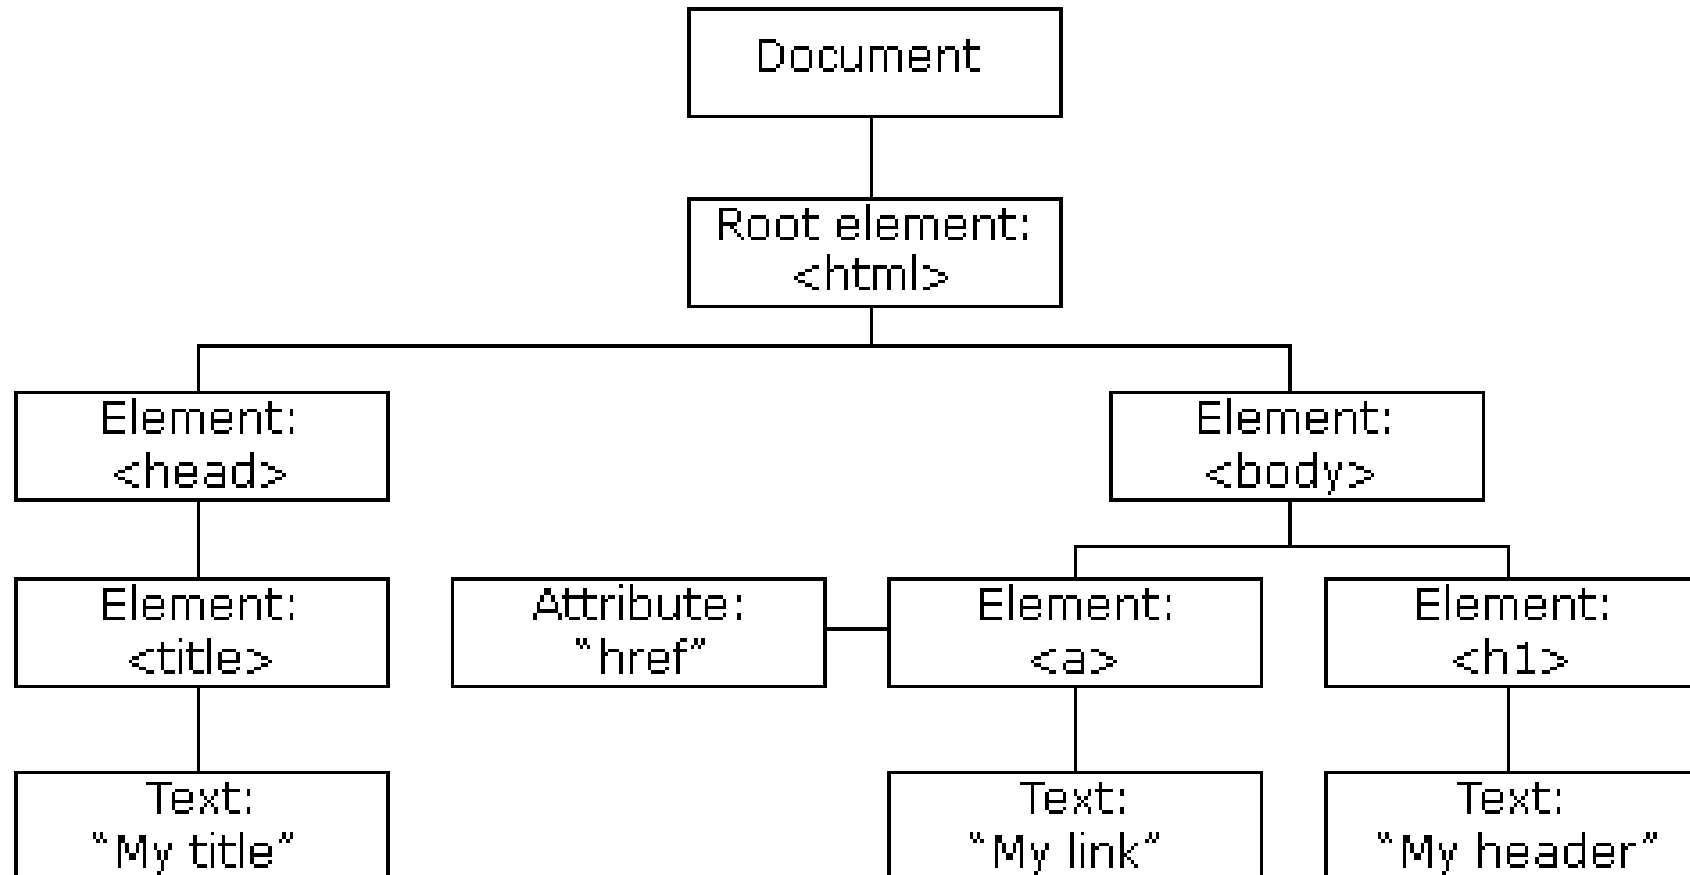 Document
Root element:
<html>
Element:
<head>
Element:
<body>
Element:
<title>
Attribute:
“href”
Element:
<a>
Element:
<h1>
Text:
“My title”
Text:
“My link”
Text:
“My header”